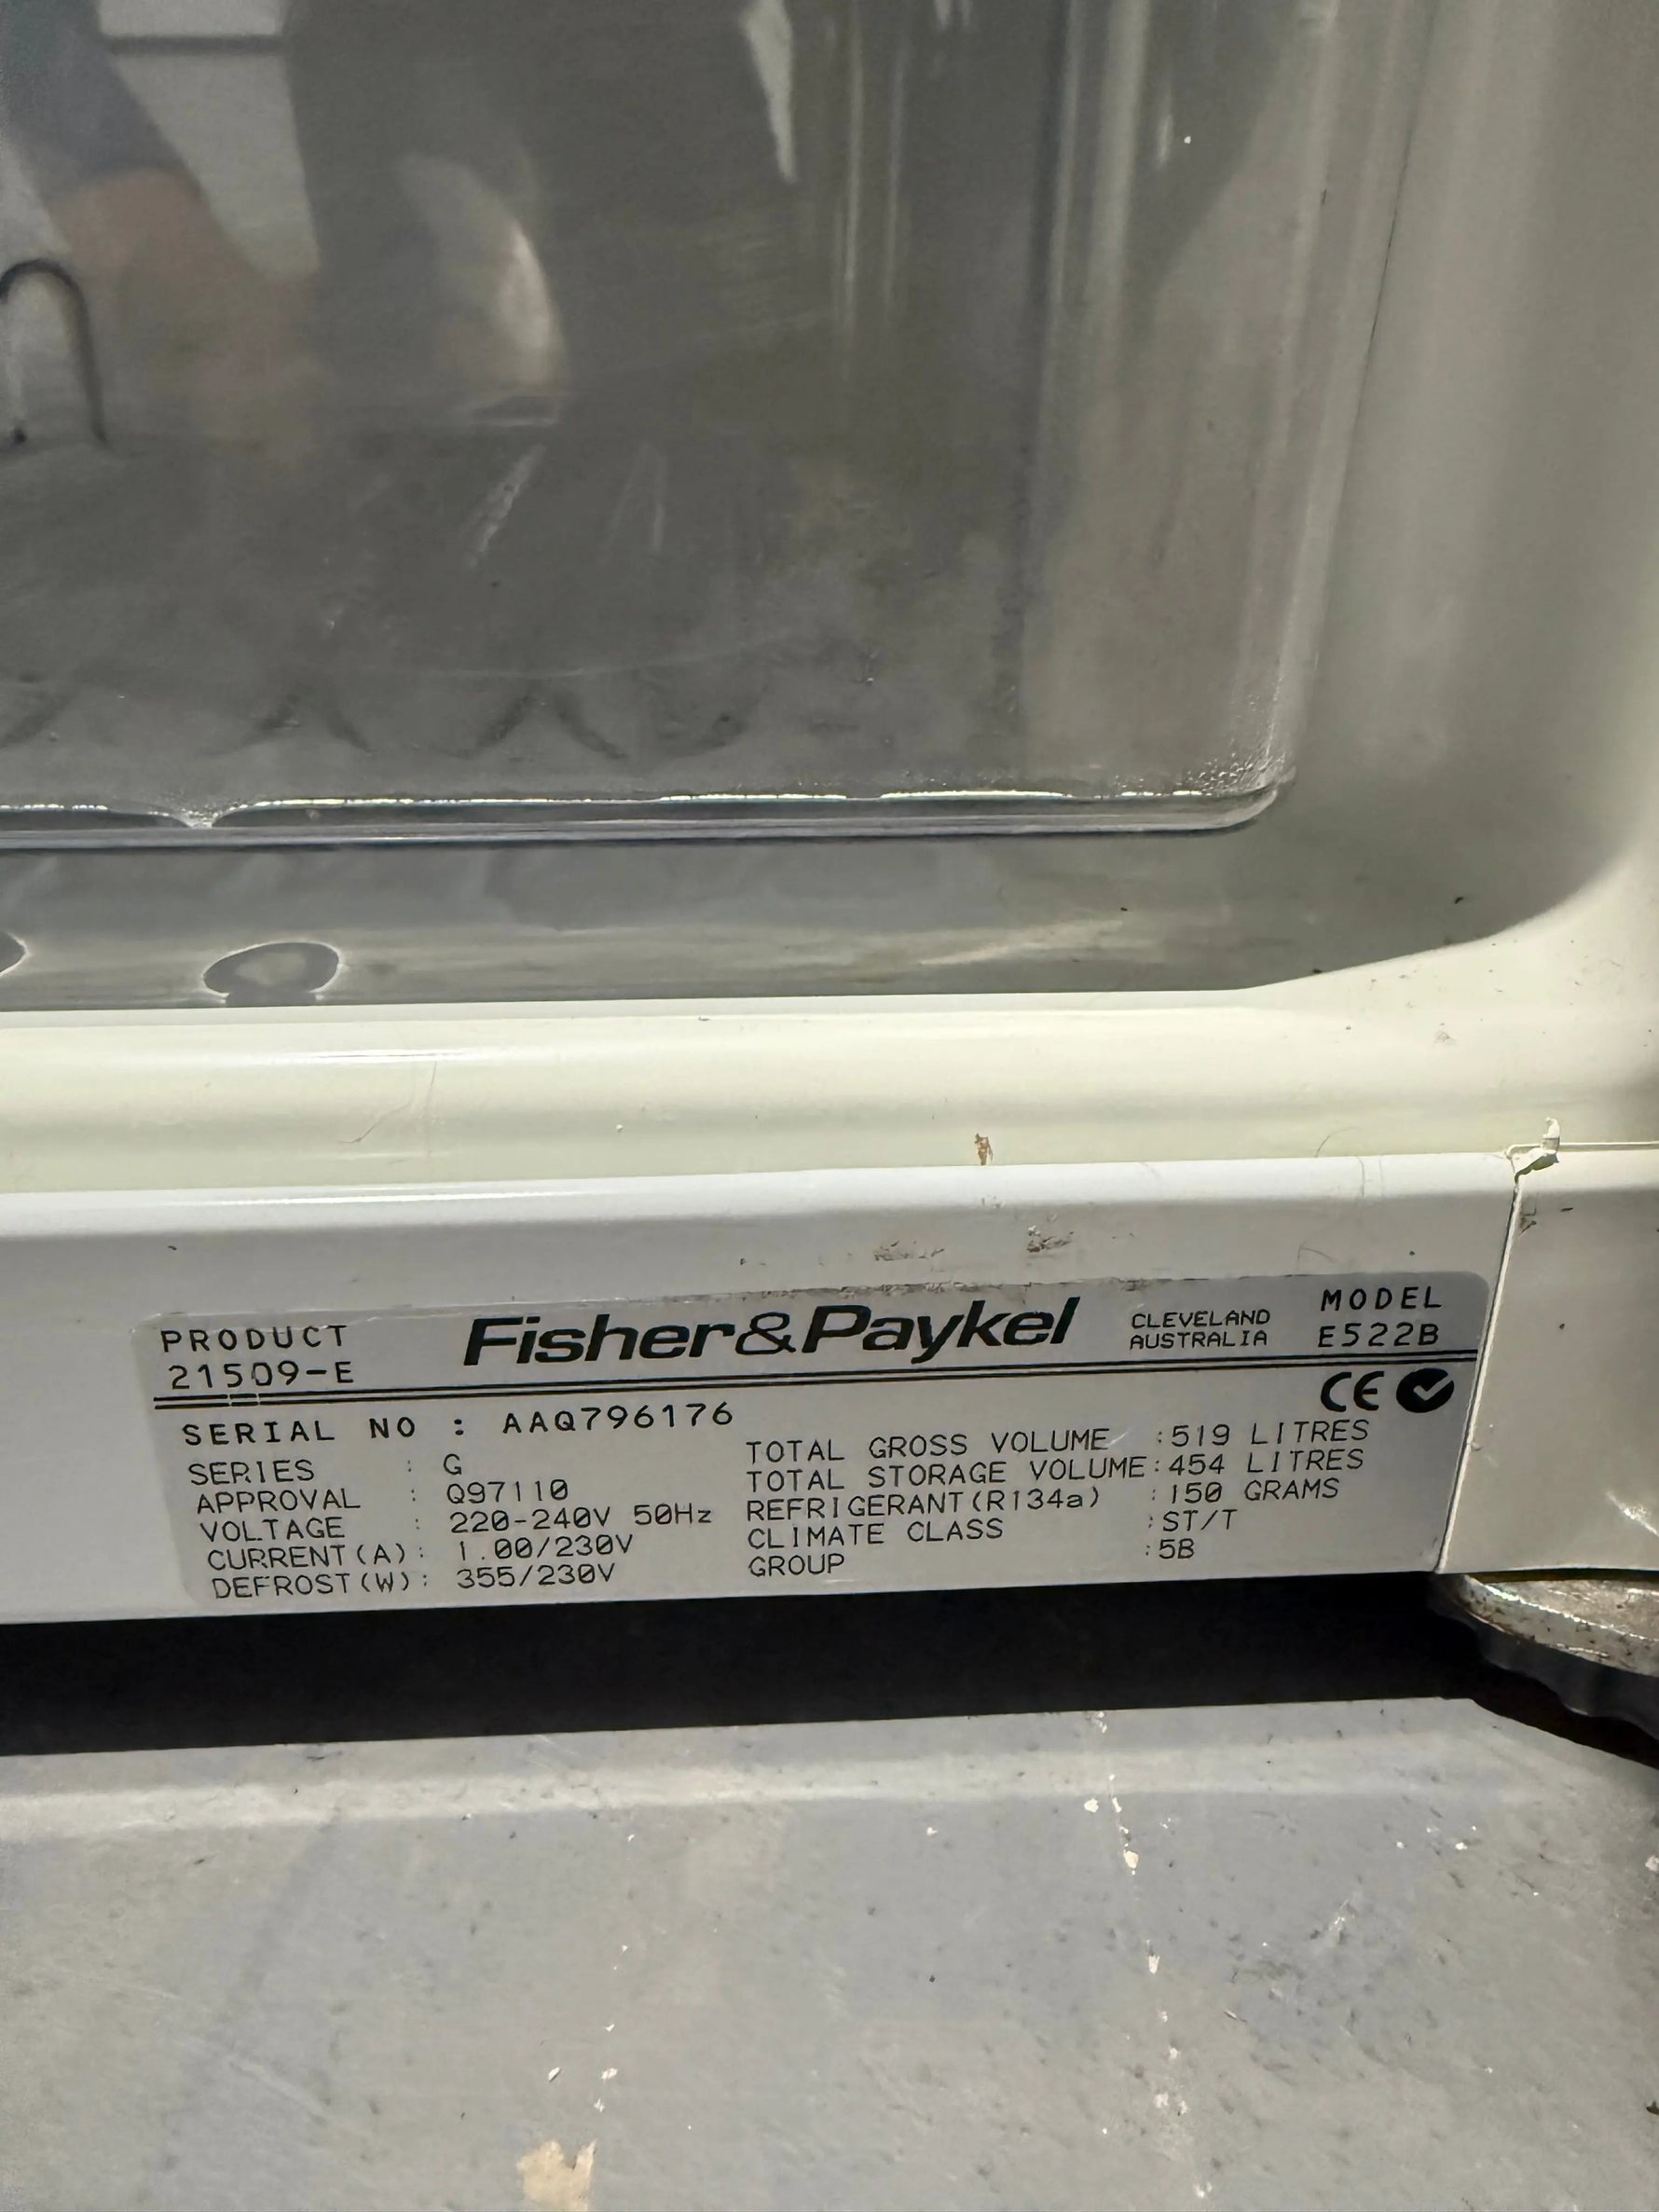 PRODUCT
21509-E
Fisher&Paykel
CLEVELAND
AUSTRALIA
MODEL
E522B
CE
SERIAL NO : AAQ796176
SERIES : G
APPROVAL : Q97110
VOLTAGE : 220-240V 50Hz
CURRENT(A): 1.00/230V
DEFROST(W): 355/230V
TOTAL GROSS VOLUME :519 LITRES
TOTAL STORAGE VOLUME:454 LITRES
REFRIGERANT(R134a) :150 GRAMS
CLIMATE CLASS :ST/T
GROUP :5B